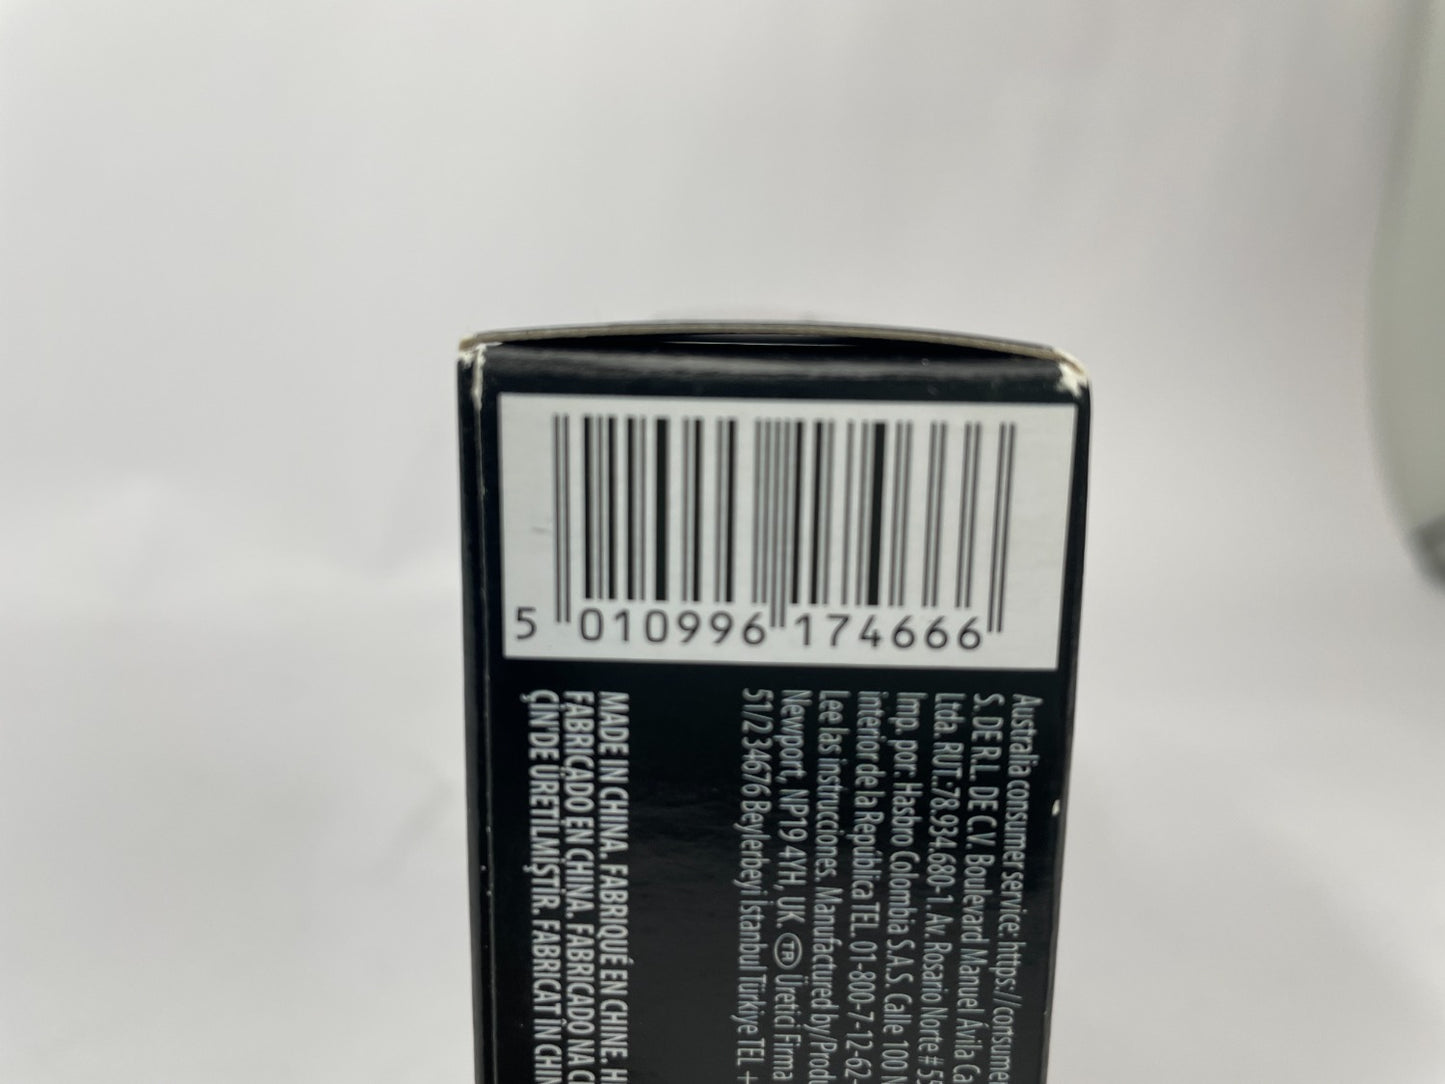 5 010996 174666
Australia consumer service: https://consume
S. DE R.L. DE C.V. Boulevard Manuel Ávila Ca
Ltda. RUT.: 78.934.680-1. Av. Rosario Norte # 55
Imp. por: Hasbro Colombia S.A.S. Calle 100 N
interior de la República TEL. 01-800-7-12-62-
Lee las instrucciones. Manufactured by/Produ
Newport, NP19 4YH, UK. TR Üretici Firma
51/2 34676 Beylerbeyi İstanbul Türkiye TEL +
MADE IN CHINA. FABRIQUÉ EN CHINE. H
FABRICADO EN CHINA. FABRICADO NA C
ÇİN'DE ÜRETİLMİŞTİR. FABRICAT ÎN CHIN